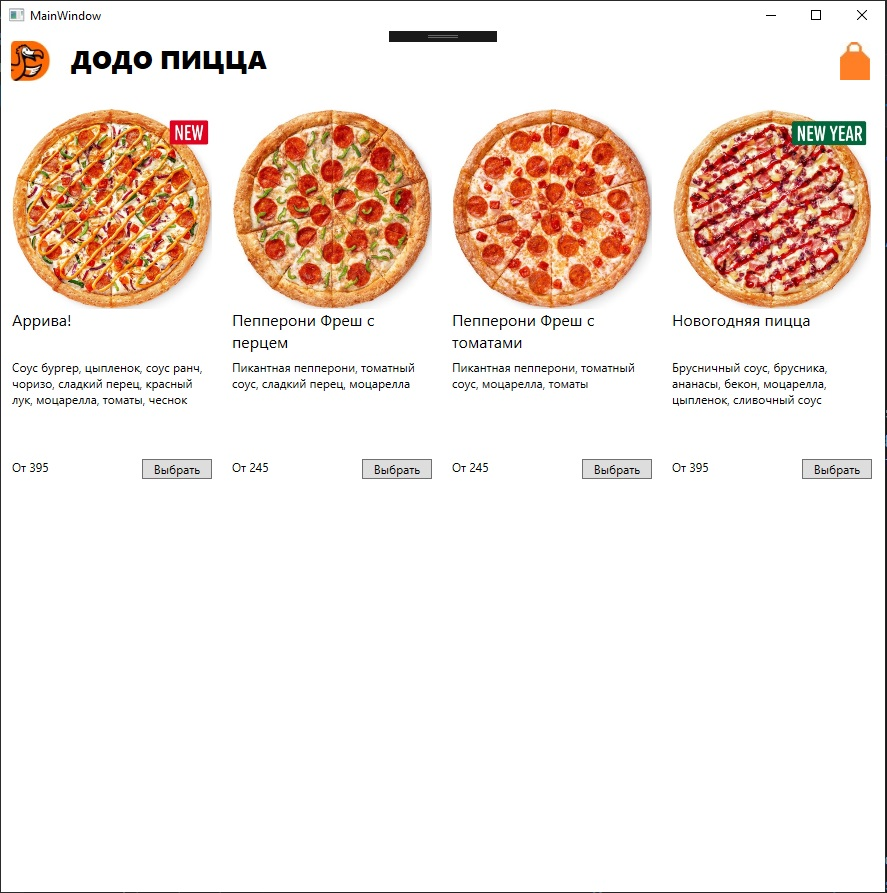 MainWindow
ДОДО ПИЦЦА
NEW
NEW YEAR
Аррива!
Соус бургер, цыпленок, соус ранч,
чоризо, сладкий перец, красный
лук, моцарелла, томаты, чеснок
От 395
Выбрать
Пепперони Фреш с
перцем
Пикантная пепперони, томатный
соус, сладкий перец, моцарелла
От 245
Выбрать
Пепперони Фреш с
томатами
Пикантная пепперони, томатный
соус, моцарелла, томаты
От 245
Выбрать
Новогодняя пицца
Брусничный соус, брусника,
ананасы, бекон, моцарелла,
цыпленок, сливочный соус
От 395
Выбрать